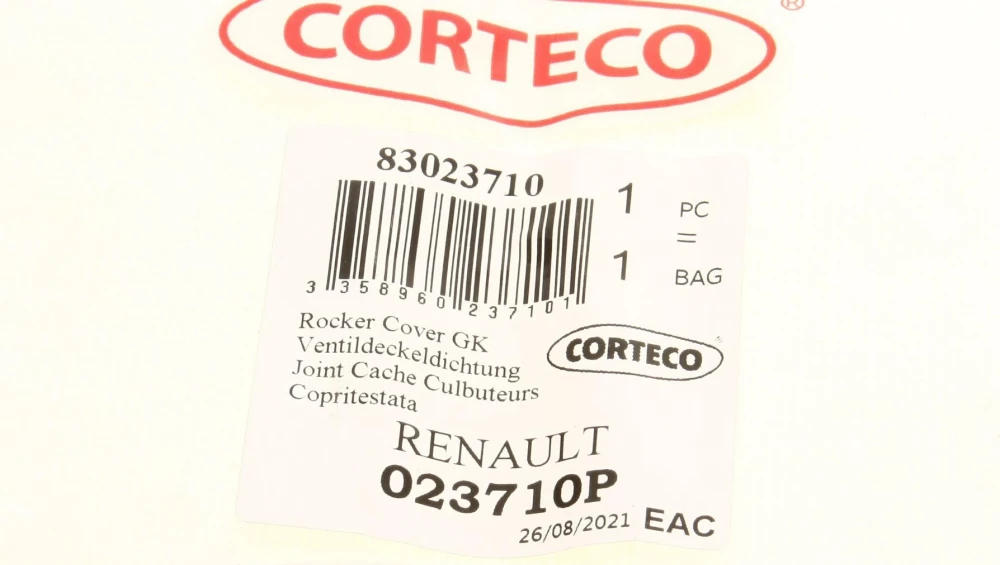 CORTECO ®
83023710
1 PC
=
1 BAG
3 358960 237101
Rocker Cover GK
Ventildeckeldichtung
Joint Cache Culbuteurs
Copritestata
CORTECO
RENAULT
023710P
26/08/2021 EAC